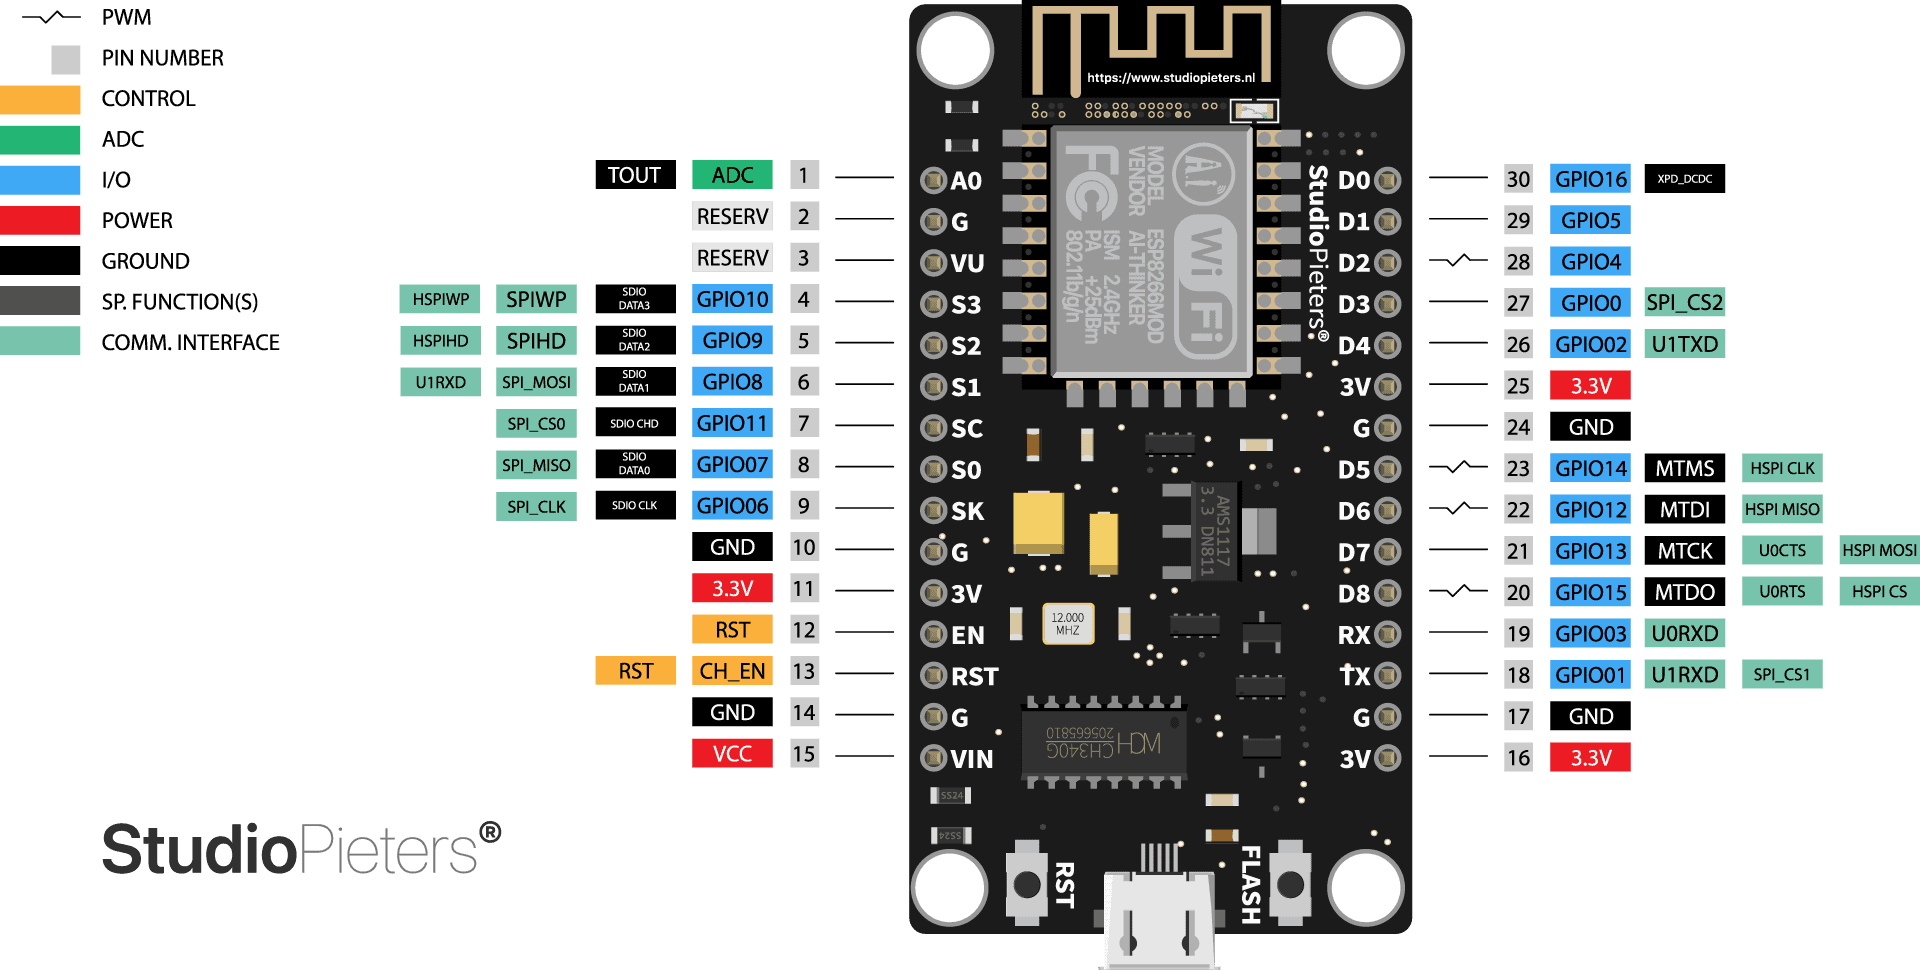 PWM
PIN NUMBER
CONTROL
ADC
I/O
POWER
GROUND
SP. FUNCTION(S)
COMM. INTERFACE
TOUT ADC 1
RESERV 2
RESERV 3
HSPIWP SPIWP SDIO DATA3 GPIO10 4
HSPIHD SPIHD SDIO DATA2 GPIO9 5
U1RXD SPI_MOSI SDIO DATA1 GPIO8 6
SPI_CS0 SDIO CHD GPIO11 7
SPI_MISO SDIO DATA0 GPIO07 8
SPI_CLK SDIO CLK GPIO06 9
GND 10
3.3V 11
RST 12
RST CH_EN 13
GND 14
VCC 15
A0
G
VU
S3
S2
S1
SC
S0
SK
G
3V
EN
RST
G
VIN
https://www.studiopieters.nl
FC
Ai
WiFi
MODEL ESP8266MOD
VENDOR AI-THINKER
ISM 2.4GHz
PA +25dBm
802.11b/g/n
StudioPieters®
AMS1117
3.3 DN811
12.000
MHZ
WCH
CH340G
205665810
SS24
SS24
RST
FLASH
D0
D1
D2
D3
D4
3V
G
D5
D6
D7
D8
RX
TX
G
3V
30 GPIO16 XPD_DCDC
29 GPIO5
28 GPIO4
27 GPIO0 SPI_CS2
26 GPIO02 U1TXD
25 3.3V
24 GND
23 GPIO14 MTMS HSPI CLK
22 GPIO12 MTDI HSPI MISO
21 GPIO13 MTCK U0CTS HSPI MOSI
20 GPIO15 MTDO U0RTS HSPI CS
19 GPIO03 U0RXD
18 GPIO01 U1RXD SPI_CS1
17 GND
16 3.3V
StudioPieters®